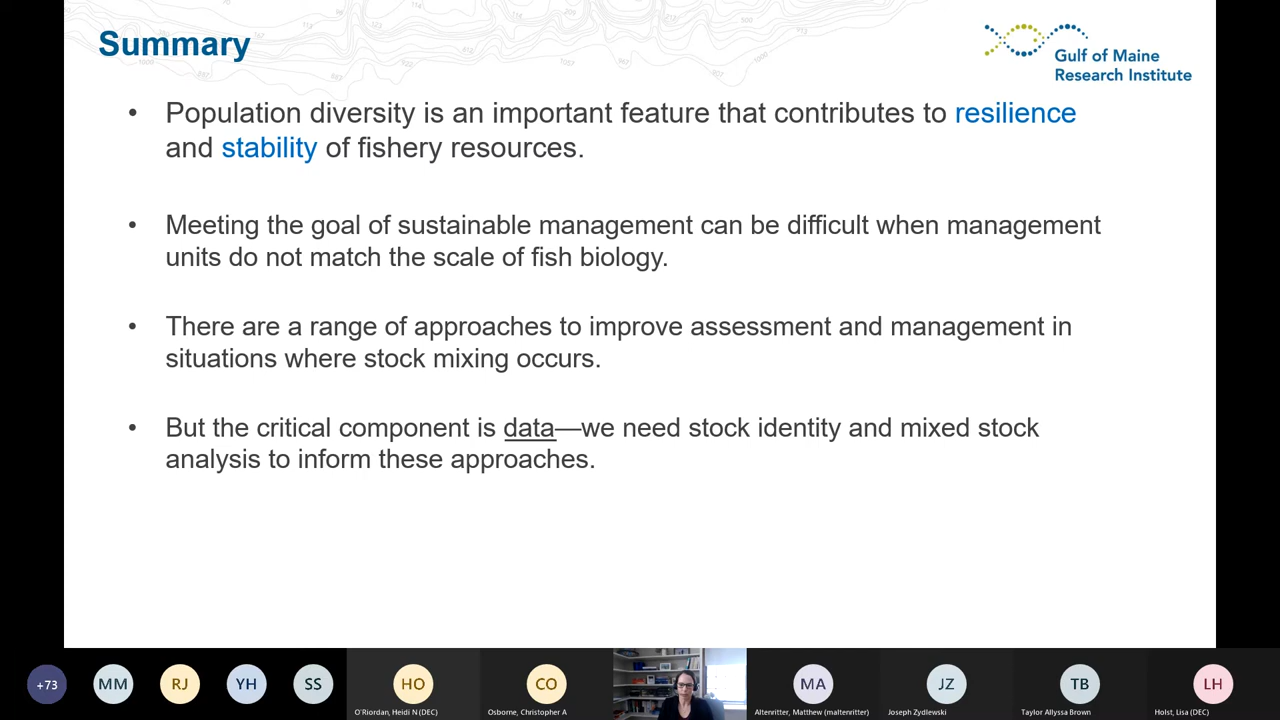 Summary
Gulf of Maine
Research Institute
• Population diversity is an important feature that contributes to resilience
and stability of fishery resources.
• Meeting the goal of sustainable management can be difficult when management
units do not match the scale of fish biology.
• There are a range of approaches to improve assessment and management in
situations where stock mixing occurs.
• But the critical component is data—we need stock identity and mixed stock
analysis to inform these approaches.
+73
MM
RJ
YH
SS
HO
CO
MA
JZ
TB
LH
O'Riordan, Heidi N (DEC)
Osborne, Christopher A
Altenritter, Matthew (maltenritter)
Joseph Zydlewski
Taylor Allyssa Brown
Holst, Lisa (DEC)